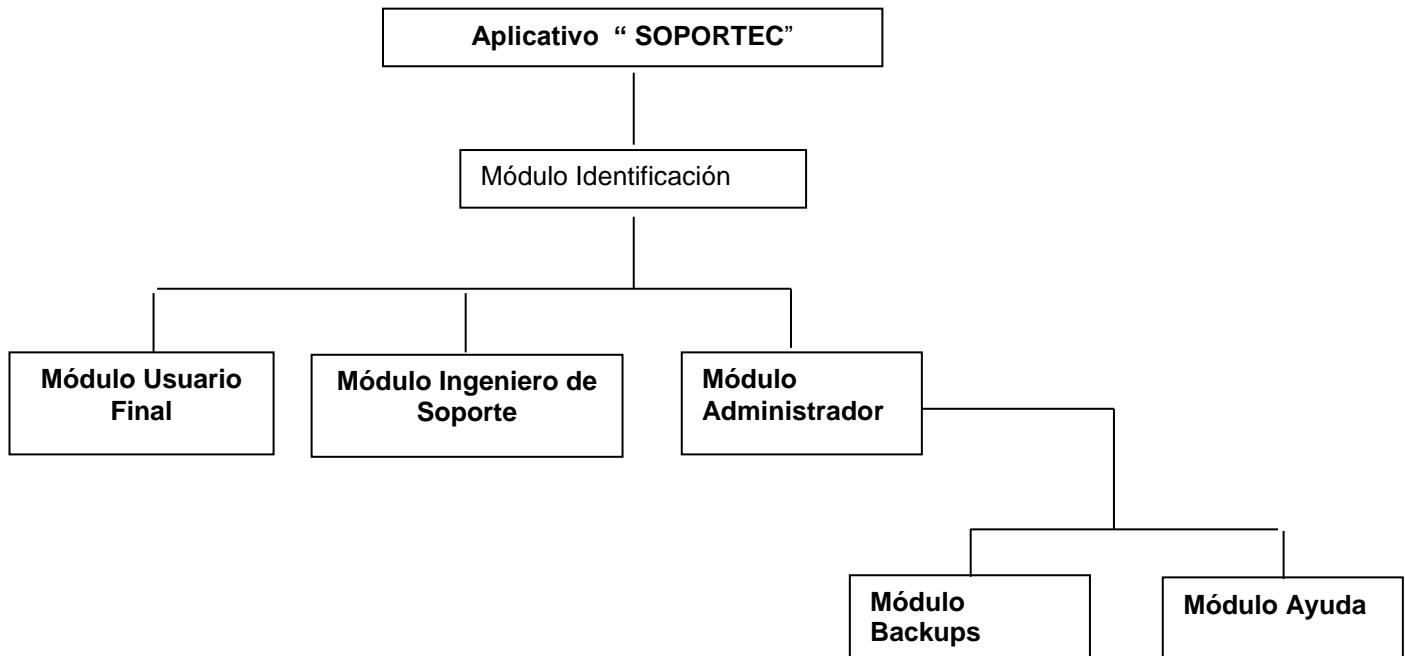 Aplicativo “ SOPORTEC”
Módulo Identificación
Módulo Usuario
Final
Módulo Ingeniero de
Soporte
Módulo
Administrador
Módulo
Backups
Módulo Ayuda